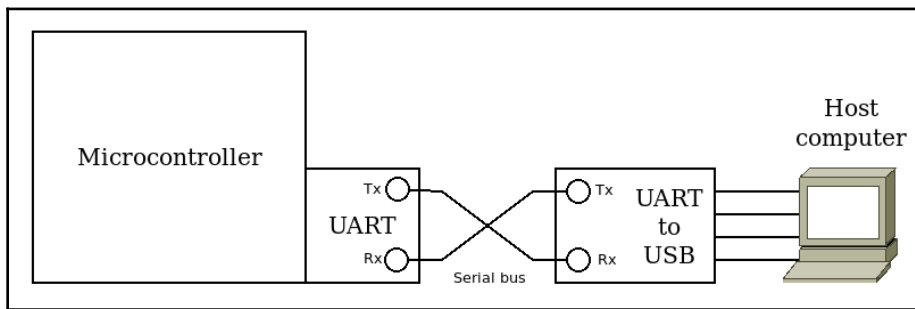 Microcontroller
Tx
UART
Rx
Serial bus
Tx
Rx
UART
to
USB
Host
computer